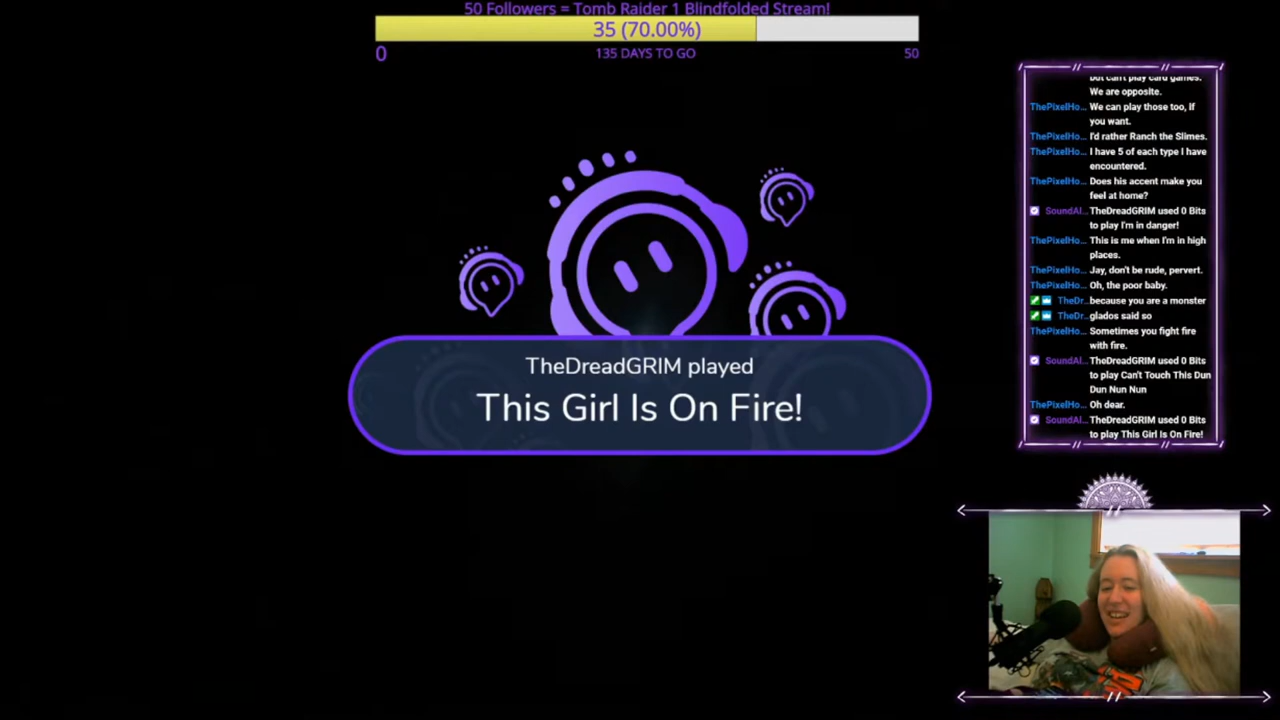 50 Followers = Tomb Raider 1 Blindfolded Stream!
35 (70.00%)
0
135 DAYS TO GO
50
TheDreadGRIM played
This Girl Is On Fire!
but can't play card games.
We are opposite.
ThePixelHo... We can play those too, if
you want.
ThePixelHo... I'd rather Ranch the Slimes.
ThePixelHo... I have 5 of each type I have
encountered.
ThePixelHo... Does his accent make you
feel at home?
SoundAl... TheDreadGRIM used 0 Bits
to play I'm in danger!
ThePixelHo... This is me when I'm in high
places.
ThePixelHo... Jay, don't be rude, pervert.
ThePixelHo... Oh, the poor baby.
TheDr... because you are a monster
TheDr... glados said so
ThePixelHo... Sometimes you fight fire
with fire.
SoundAl... TheDreadGRIM used 0 Bits
to play Can't Touch This Dun
Dun Nun Nun
ThePixelHo... Oh dear.
SoundAl... TheDreadGRIM used 0 Bits
to play This Girl Is On Fire!